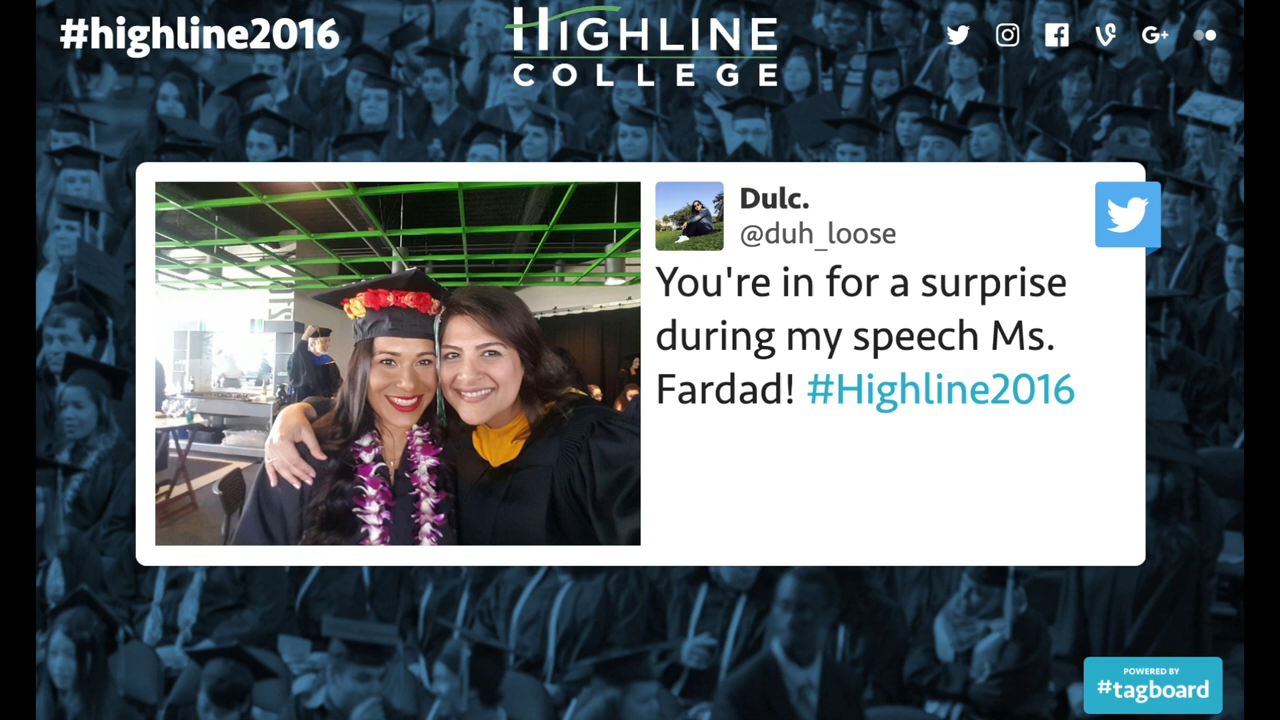 #highline2016
HIGHLINE
COLLEGE
Dulc.
@duh_loose
You're in for a surprise
during my speech Ms.
Fardad! #Highline2016
POWERED BY
#tagboard